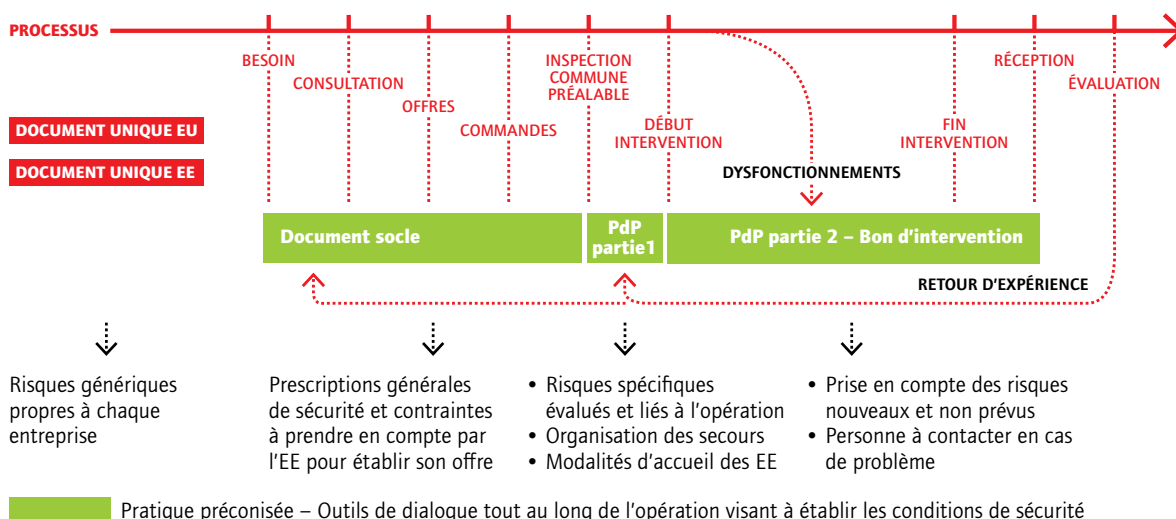 PROCESSUS
BESOIN
CONSULTATION
OFFRES
COMMANDES
INSPECTION
COMMUNE
PRÉALABLE
DÉBUT
INTERVENTION
FIN
INTERVENTION
RÉCEPTION
ÉVALUATION
DOCUMENT UNIQUE EU
DOCUMENT UNIQUE EE
DYSFONCTIONNEMENTS
Document socle
PdP
partie1
PdP partie 2 – Bon d'intervention
RETOUR D'EXPÉRIENCE
Risques génériques
propres à chaque
entreprise
Prescriptions générales
de sécurité et contraintes
à prendre en compte par
l'EE pour établir son offre
• Risques spécifiques
évalués et liés à l'opération
• Organisation des secours
• Modalités d'accueil des EE
• Prise en compte des risques
nouveaux et non prévus
• Personne à contacter en cas
de problème
Pratique préconisée – Outils de dialogue tout au long de l'opération visant à établir les conditions de sécurité